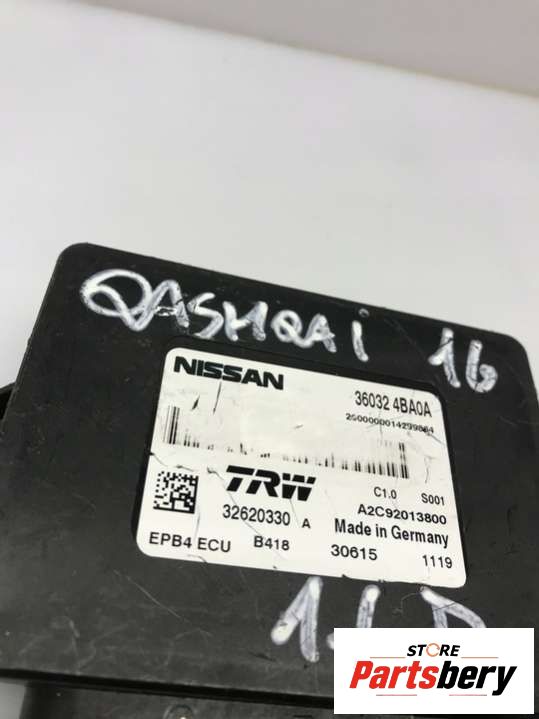 QASHQAI 16
NISSAN 36032 4BA0A
TRW C1.0 S001
32620330 A A2C92013800
Made in Germany
EPB4 ECU B418 30615 1119
STORE
Partsbery